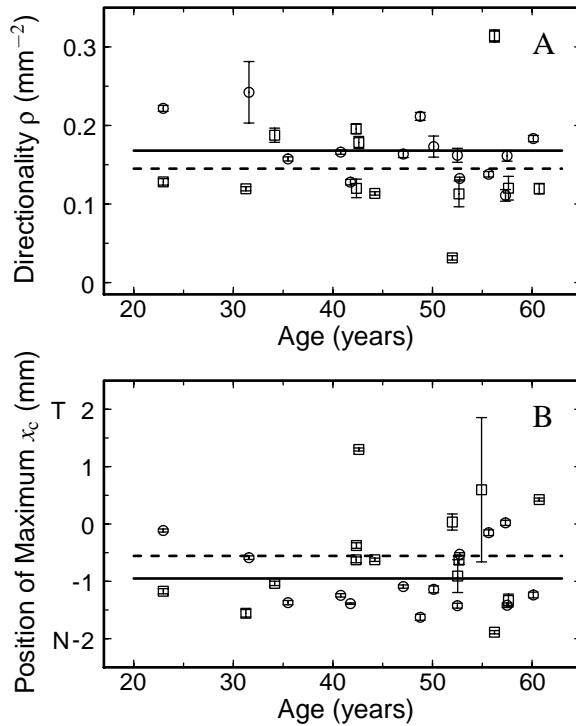 Directionality ρ (mm⁻²)
0.3
0.2
0.1
0
A
20 30 40 50 60
Age (years)
Position of Maximum x_c (mm)
T 2
1
0
-1
N-2
B
20 30 40 50 60
Age (years)